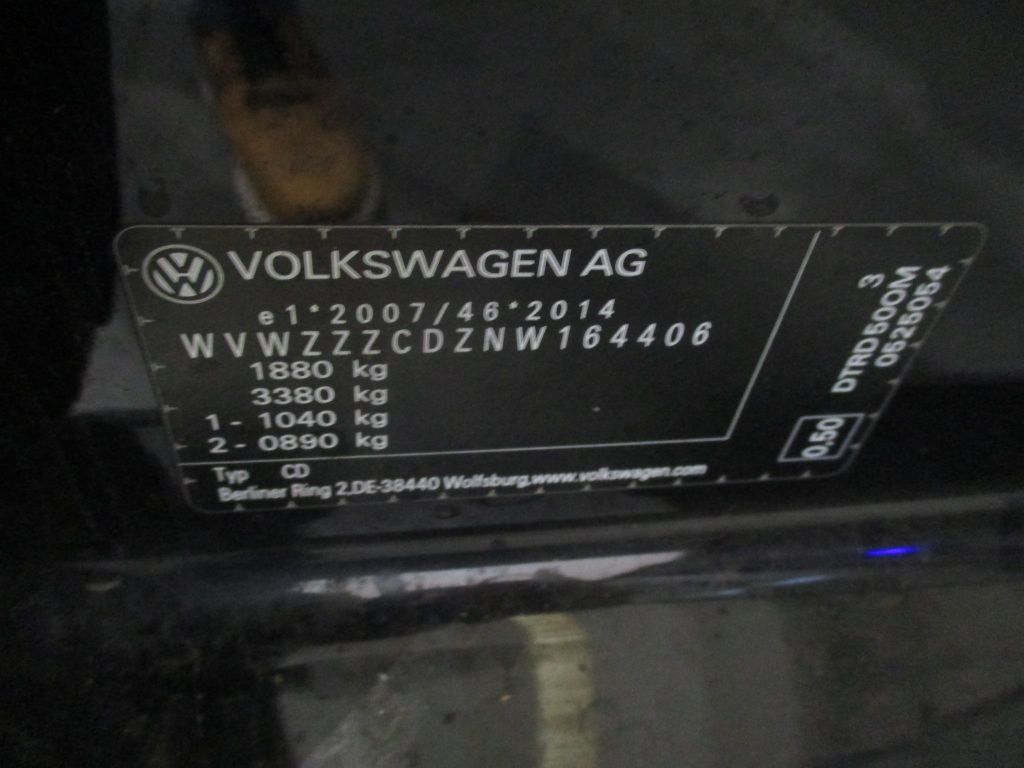 VOLKSWAGEN AG
e1*2007/46*2014
WVWZZZCDZNW164406
1880 kg
3380 kg
1 - 1040 kg
2 - 0890 kg
Typ CD
Berliner Ring 2,DE-38440 Wolfsburg,www.volkswagen.com
3
DTRD500M
0525054
0.50